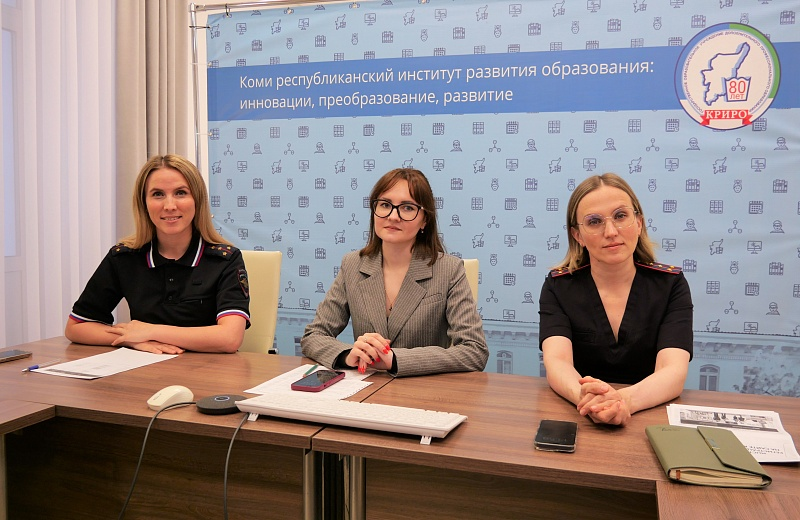 Коми республиканский институт развития образования:
инновации, преобразование, развитие
80
ЛЕТ
КРИРО